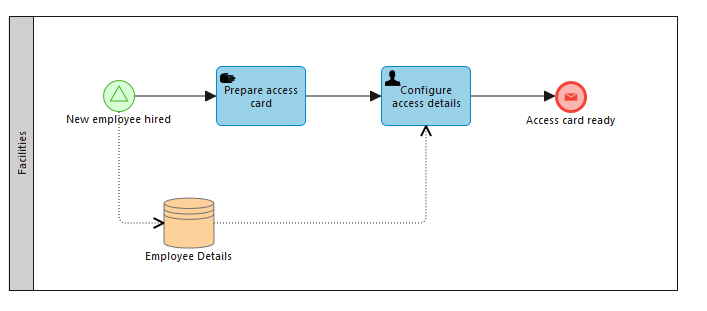 Facilities
New employee hired
Prepare access
card
Configure
access details
Access card ready
Employee Details